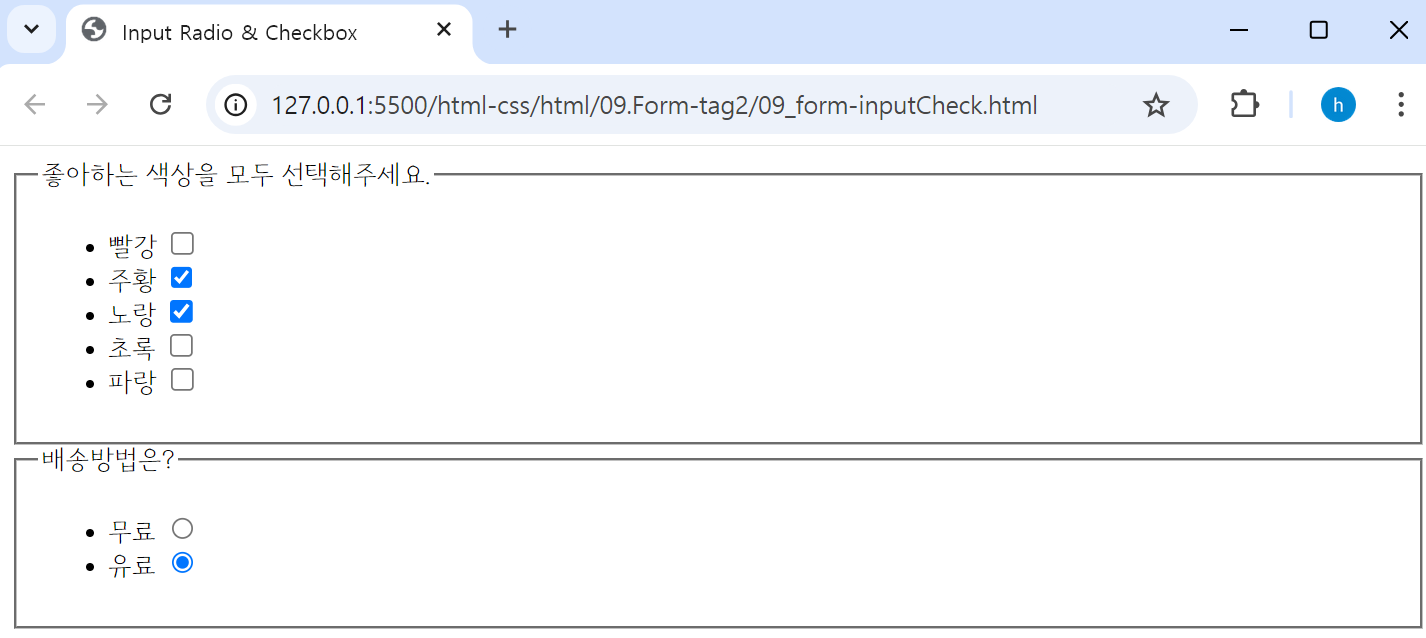 Input Radio & Checkbox
127.0.0.1:5500/html-css/html/09.Form-tag2/09_form-inputCheck.html
h
좋아하는 색상을 모두 선택해주세요.
빨강
주황
노랑
초록
파랑
배송방법은?
무료
유료